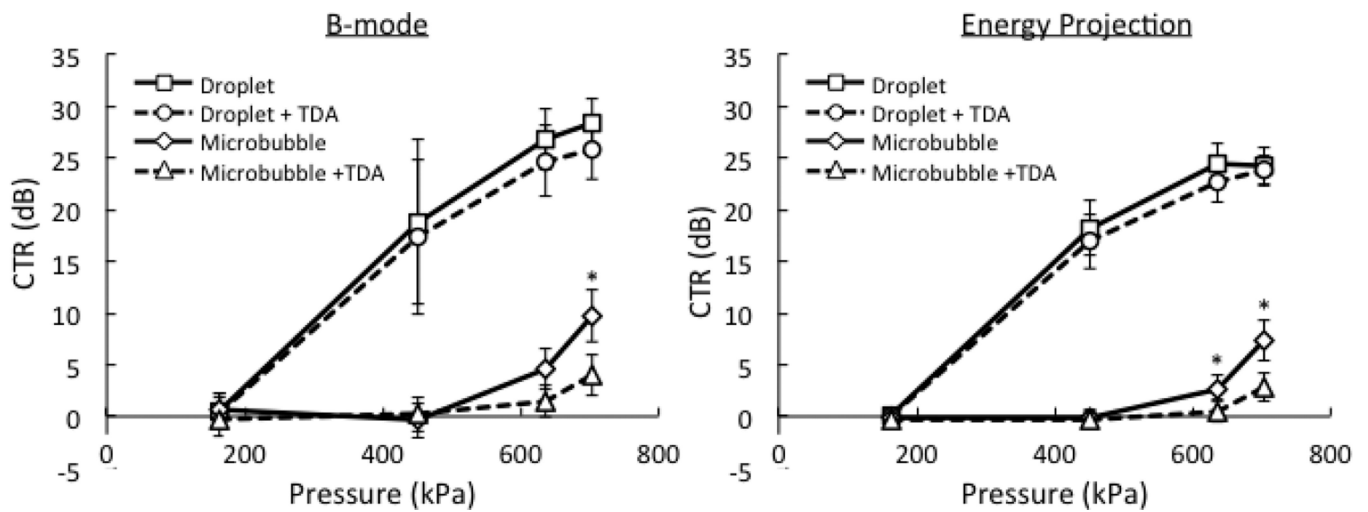 B-mode
35
30
25
20
15
10
5
0
-5
CTR (dB)
Droplet
Droplet + TDA
Microbubble
Microbubble +TDA
*
0 200 400 600 800
Pressure (kPa)
Energy Projection
35
30
25
20
15
10
5
0
-5
CTR (dB)
Droplet
Droplet + TDA
Microbubble
Microbubble +TDA
*
*
0 200 400 600 800
Pressure (kPa)